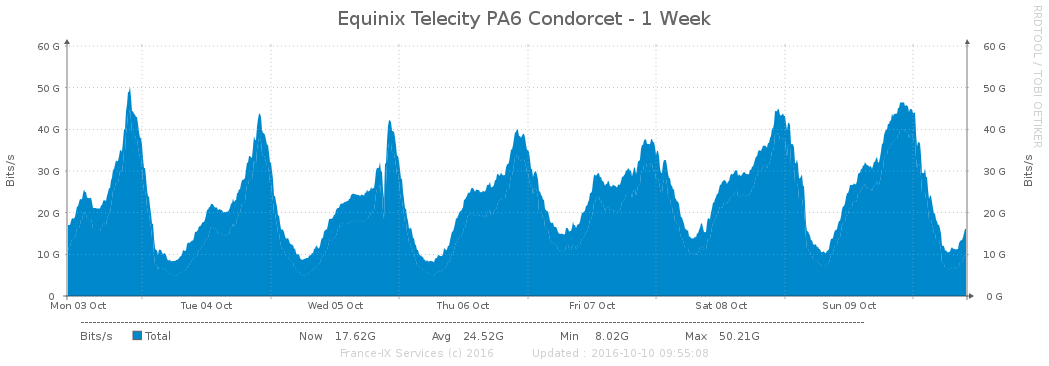 Equinix Telecity PA6 Condorcet - 1 Week
RRDTOOL / TOBI OETIKER
60 G 60 G
50 G 50 G
40 G 40 G
30 G 30 G
20 G 20 G
10 G 10 G
0 0 G
Bits/s
Bits/s
Mon 03 Oct Tue 04 Oct Wed 05 Oct Thu 06 Oct Fri 07 Oct Sat 08 Oct Sun 09 Oct
Bits/s Total Now 17.62G Avg 24.52G Min 8.02G Max 50.21G
France-IX Services (c) 2016 Updated : 2016-10-10 09:55:08